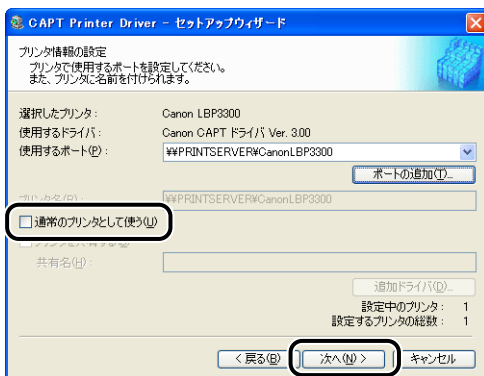 CAPT Printer Driver - セットアップウィザード
プリンタ情報の設定
プリンタで使用するポートを設定してください。
また、プリンタに名前を付けられます。
選択したプリンタ: Canon LBP3300
使用するドライバ: Canon CAPT ドライバ Ver. 3.00
使用するポート(P): ¥¥PRINTSERVER¥CanonLBP3300
ポートの追加(T)...
プリンタ名(R): ¥¥PRINTSERVER¥CanonLBP3300
通常のプリンタとして使う(U)
共有名(H):
追加ドライバ(D)...
設定中のプリンタ: 1
設定するプリンタの総数: 1
< 戻る(B) 次へ(N) > キャンセル